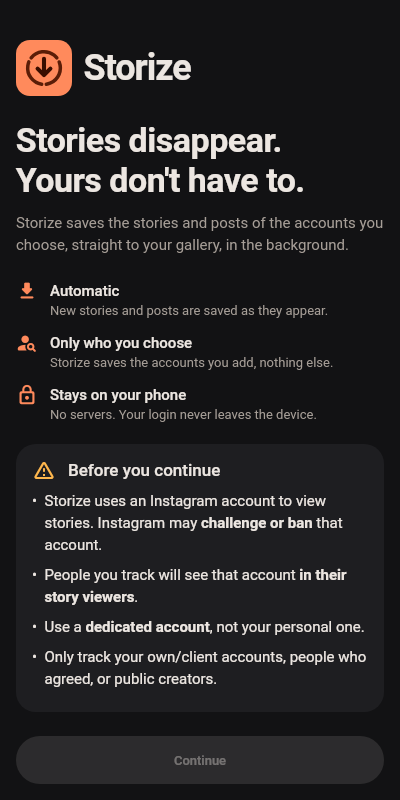 Storize
Stories disappear.
Yours don't have to.
Storize saves the stories and posts of the accounts you
choose, straight to your gallery, in the background.
Automatic
New stories and posts are saved as they appear.
Only who you choose
Storize saves the accounts you add, nothing else.
Stays on your phone
No servers. Your login never leaves the device.
Before you continue
• Storize uses an Instagram account to view
stories. Instagram may challenge or ban that
account.
• People you track will see that account in their
story viewers.
• Use a dedicated account, not your personal one.
• Only track your own/client accounts, people who
agreed, or public creators.
Continue